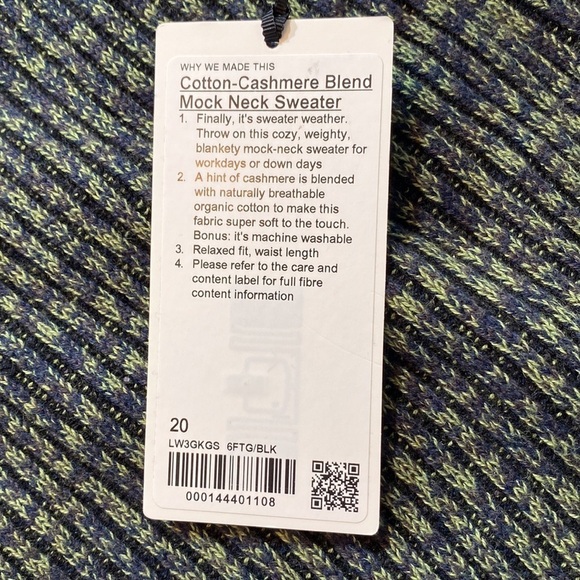 WHY WE MADE THIS
Cotton-Cashmere Blend
Mock Neck Sweater
1. Finally, it's sweater weather.
Throw on this cozy, weighty,
blankety mock-neck sweater for
workdays or down days
2. A hint of cashmere is blended
with naturally breathable
organic cotton to make this
fabric super soft to the touch.
Bonus: it's machine washable
3. Relaxed fit, waist length
4. Please refer to the care and
content label for full fibre
content information
20
LW3GKGS 6FTG/BLK
000144401108